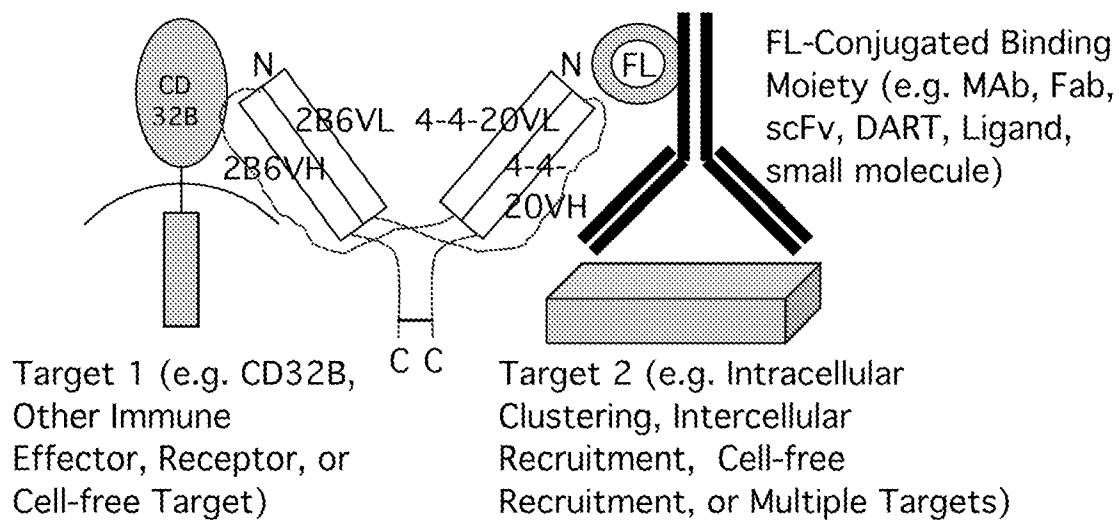 CD
32B
N
2B6VL
2B6VH
4-4-20VL
4-4-
20VH
N
FL
FL-Conjugated Binding
Moiety (e.g. MAb, Fab,
scFv, DART, Ligand,
small molecule)
C C
Target 1 (e.g. CD32B,
Other Immune
Effector, Receptor, or
Cell-free Target)
Target 2 (e.g. Intracellular
Clustering, Intercellular
Recruitment, Cell-free
Recruitment, or Multiple Targets)